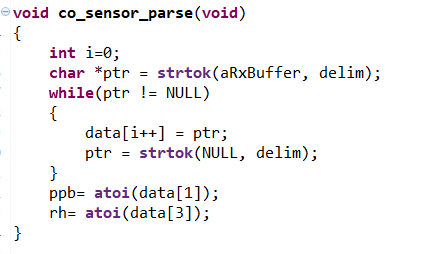 void co_sensor_parse(void)
{
    int i=0;
    char *ptr = strtok(aRxBuffer, delim);
    while(ptr != NULL)
    {
        data[i++] = ptr;
        ptr = strtok(NULL, delim);
    }
    ppb= atoi(data[1]);
    rh= atoi(data[3]);
}